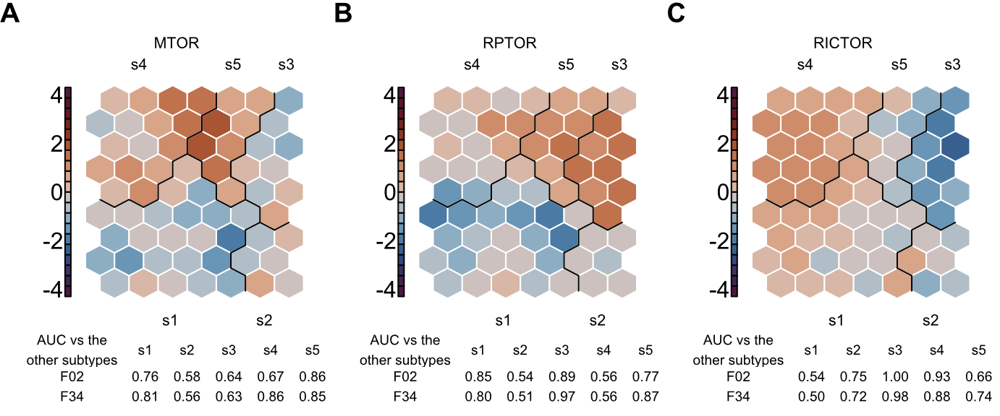 A
B
C
MTOR
RPTOR
RICTOR
s4 s5 s3
s4 s5 s3
s4 s5 s3
4
2
0
-2
-4
4
2
0
-2
-4
4
2
0
-2
-4
s1 s2
s1 s2
s1 s2
AUC vs the
other subtypes s1 s2 s3 s4 s5
F02 0.76 0.58 0.64 0.67 0.86
F34 0.81 0.56 0.63 0.86 0.85
AUC vs the
other subtypes s1 s2 s3 s4 s5
F02 0.85 0.54 0.89 0.56 0.77
F34 0.80 0.51 0.97 0.56 0.87
AUC vs the
other subtypes s1 s2 s3 s4 s5
F02 0.54 0.75 1.00 0.93 0.66
F34 0.50 0.72 0.98 0.88 0.74